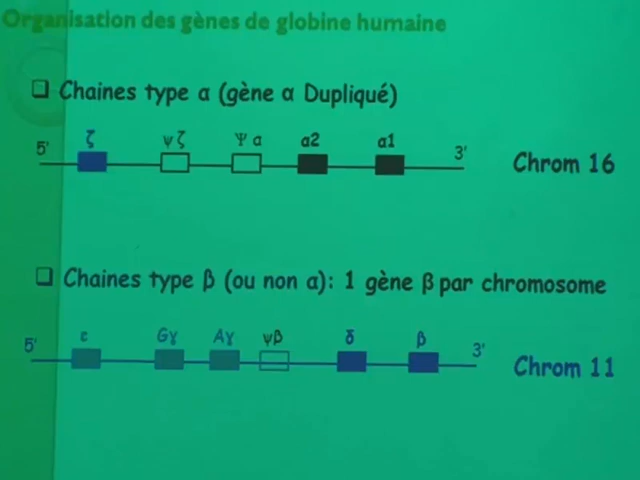 Organisation des gènes de globine humaine
❑ Chaines type α (gène α Dupliqué)
5' ζ ψζ Ψα α2 α1 3' Chrom 16
❑ Chaines type β (ou non α): 1 gène β par chromosome
5' ε Gγ Aγ ψβ δ β 3' Chrom 11